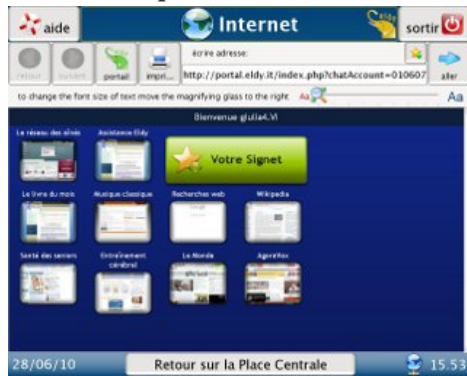 aide
Internet
sortir
écrire adresse:
retour
suivant
portail
impri...
http://portal.eldy.it/index.php?chatAccount=010607
aller
to change the font size of text move the magnifying glass to the right
Aa
Aa
Bienvenue giulia4.VI
Le réseau des aînés
Assistance Eldy
Votre Signet
Le livre du mois
Musique classique
Recherches web
Wikipedia
Santé des seniors
Entraînement cérébral
Le Monde
AgoraVox
28/06/10
Retour sur la Place Centrale
15.53